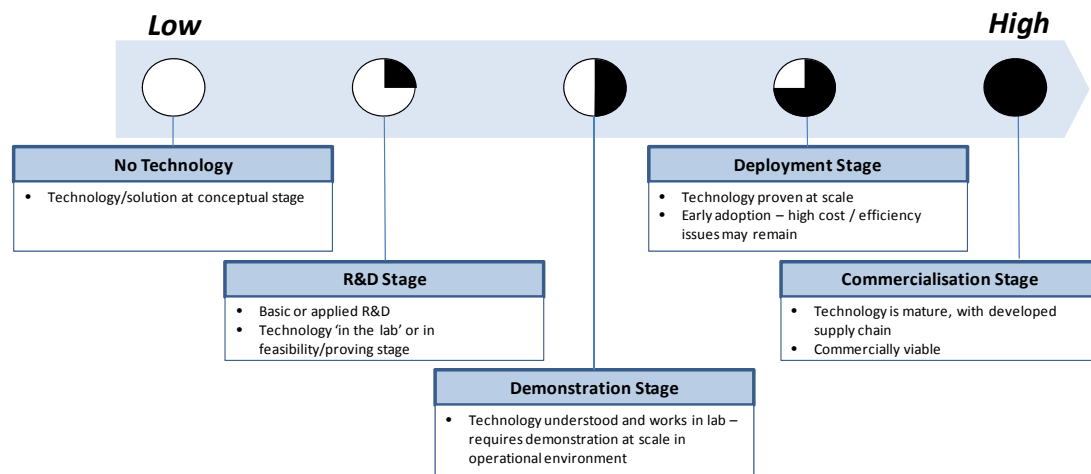 Low
High
No Technology
• Technology/solution at conceptual stage
Deployment Stage
• Technology proven at scale
• Early adoption – high cost / efficiency
issues may remain
R&D Stage
• Basic or applied R&D
• Technology ‘in the lab’ or in
feasibility/proving stage
Commercialisation Stage
• Technology is mature, with developed
supply chain
• Commercially viable
Demonstration Stage
• Technology understood and works in lab –
requires demonstration at scale in
operational environment